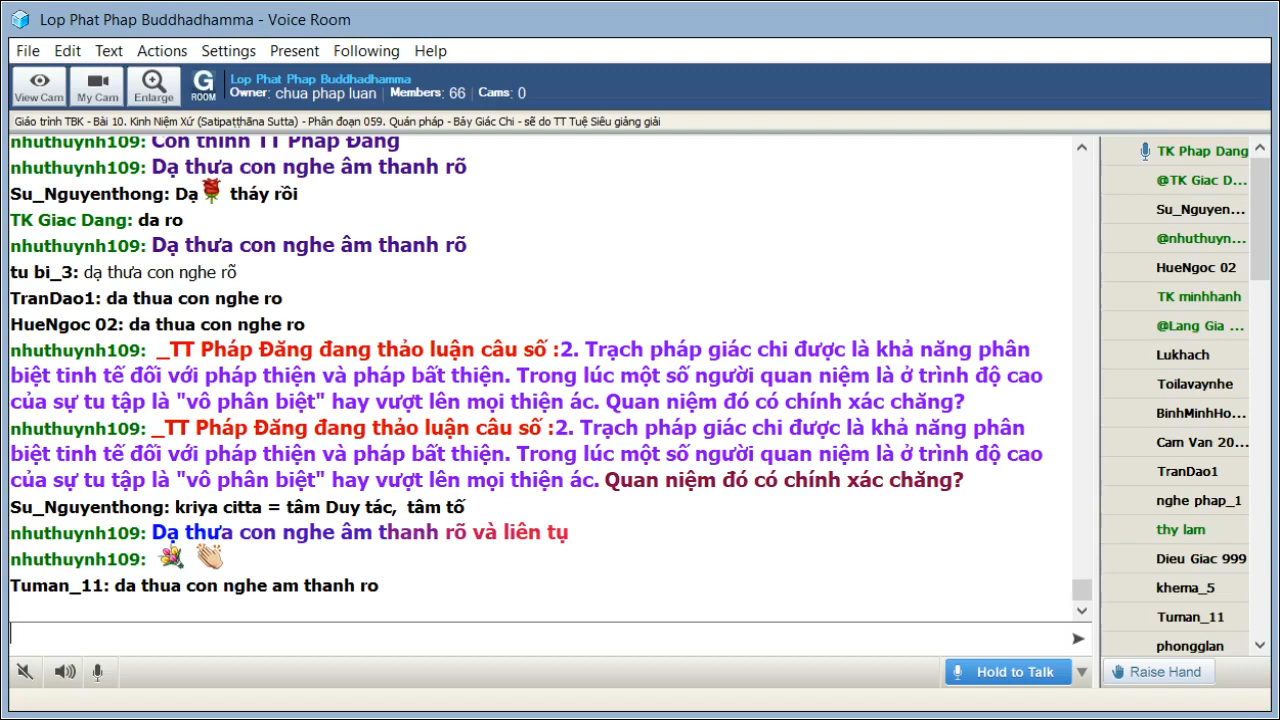 Lop Phat Phap Buddhadhamma - Voice Room
File Edit Text Actions Settings Present Following Help
View Cam My Cam Enlarge G ROOM
Lop Phat Phap Buddhadhamma
Owner: chua phap luan Members: 66 Cams: 0
Giáo trình TBK - Bài 10. Kinh Niệm Xứ (Satipaṭṭhāna Sutta) - Phân đoạn 059. Quán pháp - Bảy Giác Chi - sẽ do TT Tuệ Siêu giảng giải
nhuthuynh109: Con thỉnh TT Pháp Đăng
nhuthuynh109: Dạ thưa con nghe âm thanh rõ
Su_Nguyenthong: Dạ tháy rồi
TK Giac Dang: da ro
nhuthuynh109: Dạ thưa con nghe âm thanh rõ
tu bi_3: dạ thưa con nghe rõ
TranDao1: da thua con nghe ro
HueNgoc 02: da thua con nghe ro
nhuthuynh109: _TT Pháp Đăng đang thảo luận câu số :2. Trạch pháp giác chi được là khả năng phân
biệt tinh tế đối với pháp thiện và pháp bất thiện. Trong lúc một số người quan niệm là ở trình độ cao
của sự tu tập là "vô phân biệt" hay vượt lên mọi thiện ác. Quan niệm đó có chính xác chăng?
nhuthuynh109: _TT Pháp Đăng đang thảo luận câu số :2. Trạch pháp giác chi được là khả năng phân
biệt tinh tế đối với pháp thiện và pháp bất thiện. Trong lúc một số người quan niệm là ở trình độ cao
của sự tu tập là "vô phân biệt" hay vượt lên mọi thiện ác. Quan niệm đó có chính xác chăng?
Su_Nguyenthong: kriya citta = tâm Duy tác, tâm tố
nhuthuynh109: Dạ thưa con nghe âm thanh rõ và liên tụ
nhuthuynh109:
Tuman_11: da thua con nghe am thanh ro
TK Phap Dang
@TK Giac D...
Su_Nguyen...
@nhuthuyn...
HueNgoc 02
TK minhhanh
@Lang Gia ...
Lukhach
Toilavaynhe
BinhMinhHo...
Cam Van 20...
TranDao1
nghe phap_1
thy lam
Dieu Giac 999
khema_5
Tuman_11
phongglan
Hold to Talk
Raise Hand